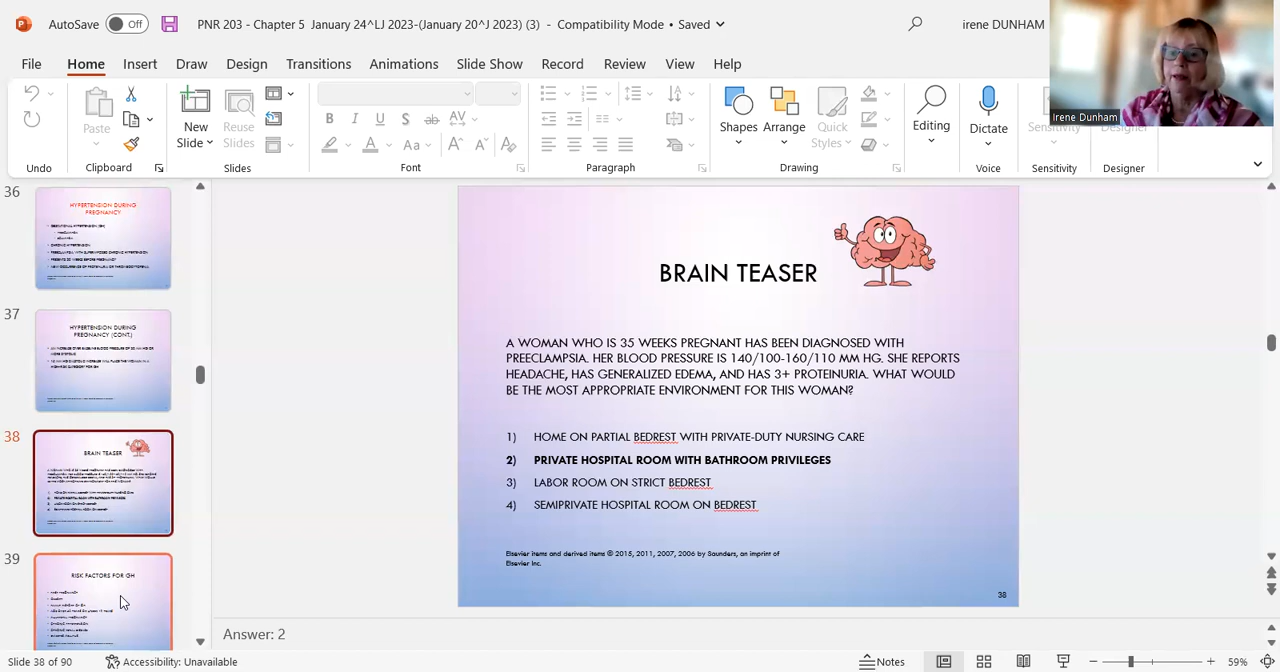 AutoSave Off PNR 203 - Chapter 5 January 24^LJ 2023-(January 20^J 2023) (3) - Compatibility Mode • Saved irene DUNHAM
File Home Insert Draw Design Transitions Animations Slide Show Record Review View Help
Irene Dunham
Paste New Slide Reuse Slides Shapes Arrange Quick Styles Editing Dictate Sensitivity Designer
Undo Clipboard Slides Font Paragraph Drawing Voice Sensitivity Designer
36
HYPERTENSION DURING
PREGNANCY
37
HYPERTENSION DURING
PREGNANCY (CONT.)
38
BRAIN TEASER
39
RISK FACTORS FOR GH
BRAIN TEASER
A WOMAN WHO IS 35 WEEKS PREGNANT HAS BEEN DIAGNOSED WITH
PREECLAMPSIA. HER BLOOD PRESSURE IS 140/100-160/110 MM HG. SHE REPORTS
HEADACHE, HAS GENERALIZED EDEMA, AND HAS 3+ PROTEINURIA. WHAT WOULD
BE THE MOST APPROPRIATE ENVIRONMENT FOR THIS WOMAN?
1) HOME ON PARTIAL BEDREST WITH PRIVATE-DUTY NURSING CARE
2) PRIVATE HOSPITAL ROOM WITH BATHROOM PRIVILEGES
3) LABOR ROOM ON STRICT BEDREST
4) SEMIPRIVATE HOSPITAL ROOM ON BEDREST
Elsevier items and derived items © 2015, 2011, 2007, 2006 by Saunders, an imprint of
Elsevier Inc.
38
Answer: 2
Slide 38 of 90 Accessibility: Unavailable Notes 59%